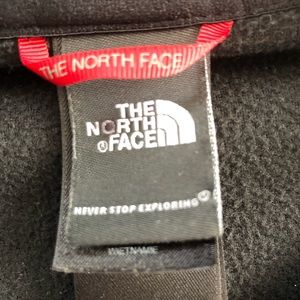 THE NORTH FACE
THE
NORTH
FACE
NEVER STOP EXPLORING